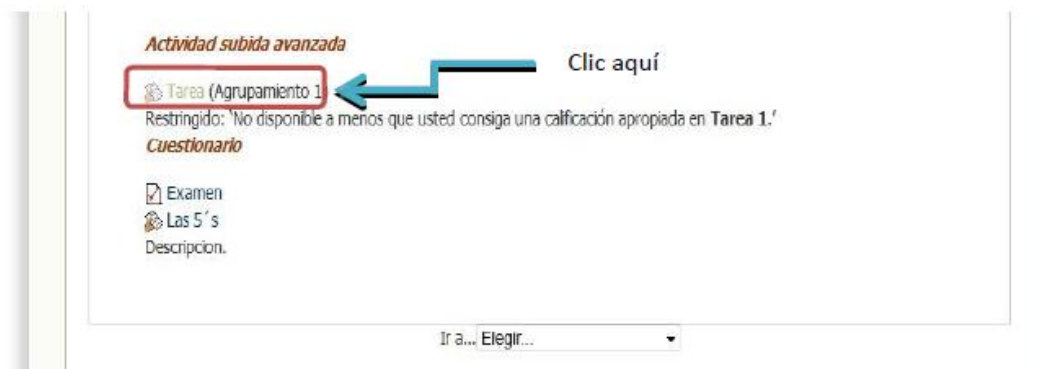 Actividad subida avanzada
Clic aquí
Tarea (Agrupamiento 1
Restringido: 'No disponible a menos que usted consiga una calificación apropiada en Tarea 1.'
Cuestionario
Examen
Las 5´s
Descripcion.
Ir a... Elegir...